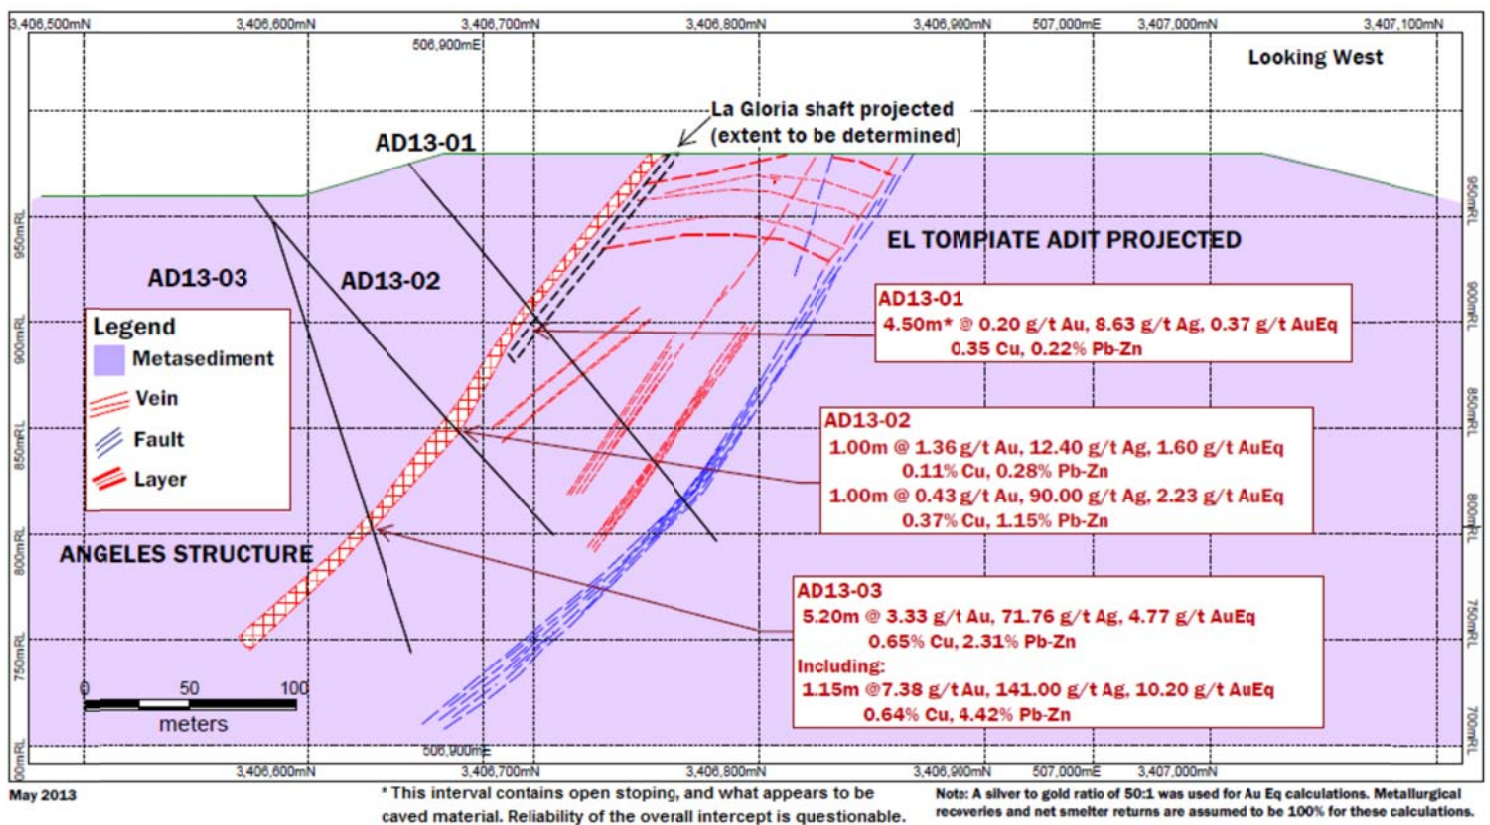 3,406,500mN 3,406,600mN 3,406,700mN 3,406,800mN 3,406,900mN 507,000mE 3,407,000mN 3,407,100mN
506,900mE
Looking West
La Gloria shaft projected
(extent to be determined)
AD13-01
950mRL
950mRL
EL TOMPIATE ADIT PROJECTED
AD13-03
AD13-02
AD13-01
4.50m* @ 0.20 g/t Au, 8.63 g/t Ag, 0.37 g/t AuEq
0.35 Cu, 0.22% Pb-Zn
900mRL
900mRL
Legend
Metasediment
Vein
Fault
Layer
850mRL
850mRL
AD13-02
1.00m @ 1.36 g/t Au, 12.40 g/t Ag, 1.60 g/t AuEq
0.11% Cu, 0.28% Pb-Zn
1.00m @ 0.43 g/t Au, 90.00 g/t Ag, 2.23 g/t AuEq
0.37% Cu, 1.15% Pb-Zn
800mRL
800mRL
ANGELES STRUCTURE
AD13-03
5.20m @ 3.33 g/t Au, 71.76 g/t Ag, 4.77 g/t AuEq
0.65% Cu, 2.31% Pb-Zn
Including:
1.15m @7.38 g/t Au, 141.00 g/t Ag, 10.20 g/t AuEq
0.64% Cu, 4.42% Pb-Zn
750mRL
750mRL
0 50 100
meters
00mRL
700mRL
506,900mE
3,406,600mN 3,406,700mN 3,406,800mN 3,406,900mN 507,000mE 3,407,000mN
May 2013
* This interval contains open stoping, and what appears to be
caved material. Reliability of the overall intercept is questionable.
Note: A silver to gold ratio of 50:1 was used for Au Eq calculations. Metallurgical
recoveries and net smelter returns are assumed to be 100% for these calculations.